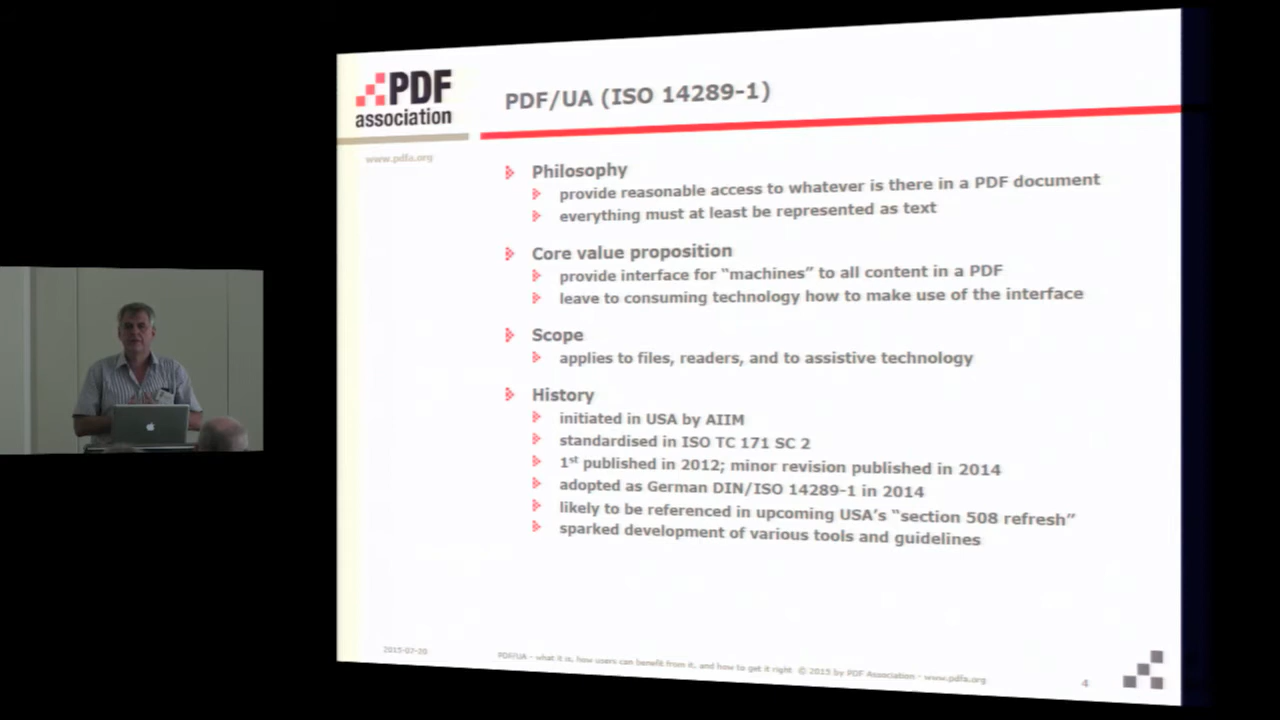 PDF
association
www.pdfa.org
PDF/UA (ISO 14289-1)
Philosophy
provide reasonable access to whatever is there in a PDF document
everything must at least be represented as text
Core value proposition
provide interface for “machines” to all content in a PDF
leave to consuming technology how to make use of the interface
Scope
applies to files, readers, and to assistive technology
History
initiated in USA by AIIM
standardised in ISO TC 171 SC 2
1st published in 2012; minor revision published in 2014
adopted as German DIN/ISO 14289-1 in 2014
likely to be referenced in upcoming USA’s “section 508 refresh”
sparked development of various tools and guidelines
2015-07-20
PDF/UA – what it is, how users can benefit from it, and how to get it right © 2015 by PDF Association - www.pdfa.org
4